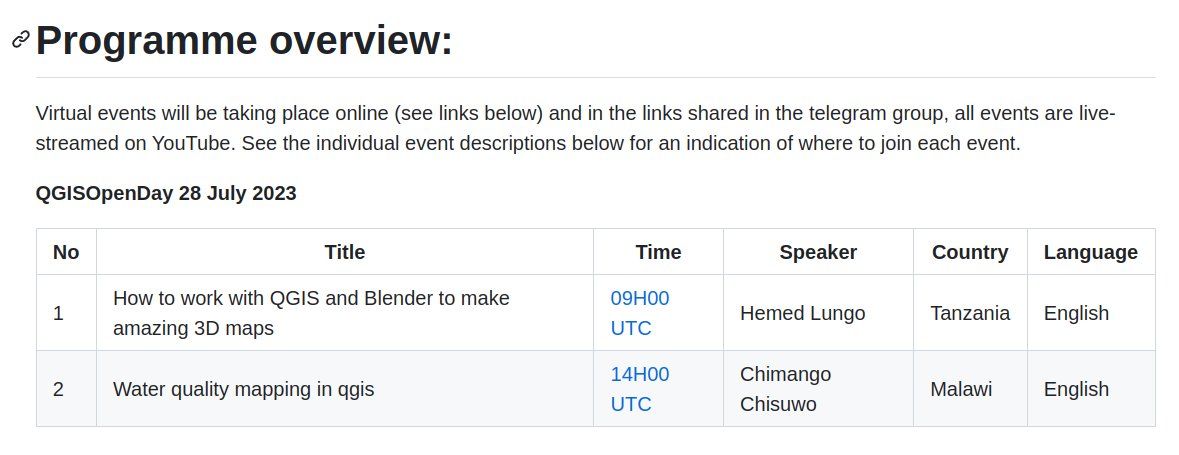 Programme overview:
Virtual events will be taking place online (see links below) and in the links shared in the telegram group, all events are live-
streamed on YouTube. See the individual event descriptions below for an indication of where to join each event.
QGISOpenDay 28 July 2023
No Title Time Speaker Country Language
1 How to work with QGIS and Blender to make amazing 3D maps 09H00 UTC Hemed Lungo Tanzania English
2 Water quality mapping in qgis 14H00 UTC Chimango Chisuwo Malawi English